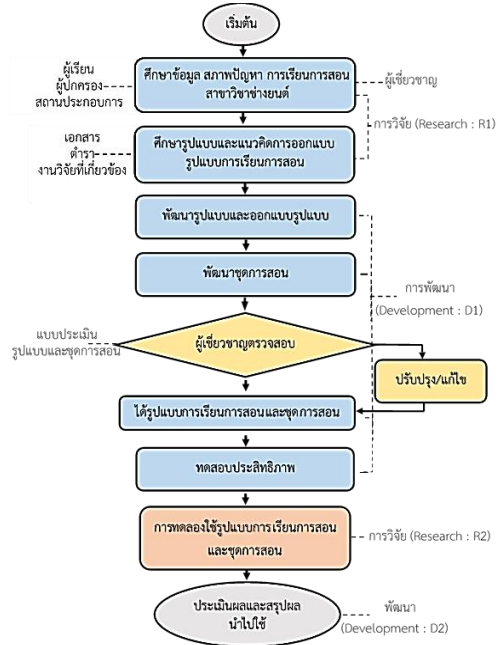 เริ่มต้น
ผู้เรียน
ผู้ปกครอง
สถานประกอบการ
ศึกษาข้อมูล สภาพปัญหา การเรียนการสอน
สาขาวิชาช่างยนต์
ผู้เชี่ยวชาญ
การวิจัย (Research : R1)
เอกสาร
ตำรา
งานวิจัยที่เกี่ยวข้อง
ศึกษารูปแบบและแนวคิดการออกแบบ
รูปแบบการเรียนการสอน
พัฒนารูปแบบและออกแบบรูปแบบ
พัฒนาชุดการสอน
การพัฒนา
(Development : D1)
แบบประเมิน
รูปแบบและชุดการสอน
ผู้เชี่ยวชาญตรวจสอบ
ปรับปรุง/แก้ไข
ได้รูปแบบการเรียนการสอนและชุดการสอน
ทดสอบประสิทธิภาพ
การทดลองใช้รูปแบบการเรียนการสอน
และชุดการสอน
การวิจัย (Research : R2)
ประเมินผลและสรุปผล
นำไปใช้
พัฒนา
(Development : D2)